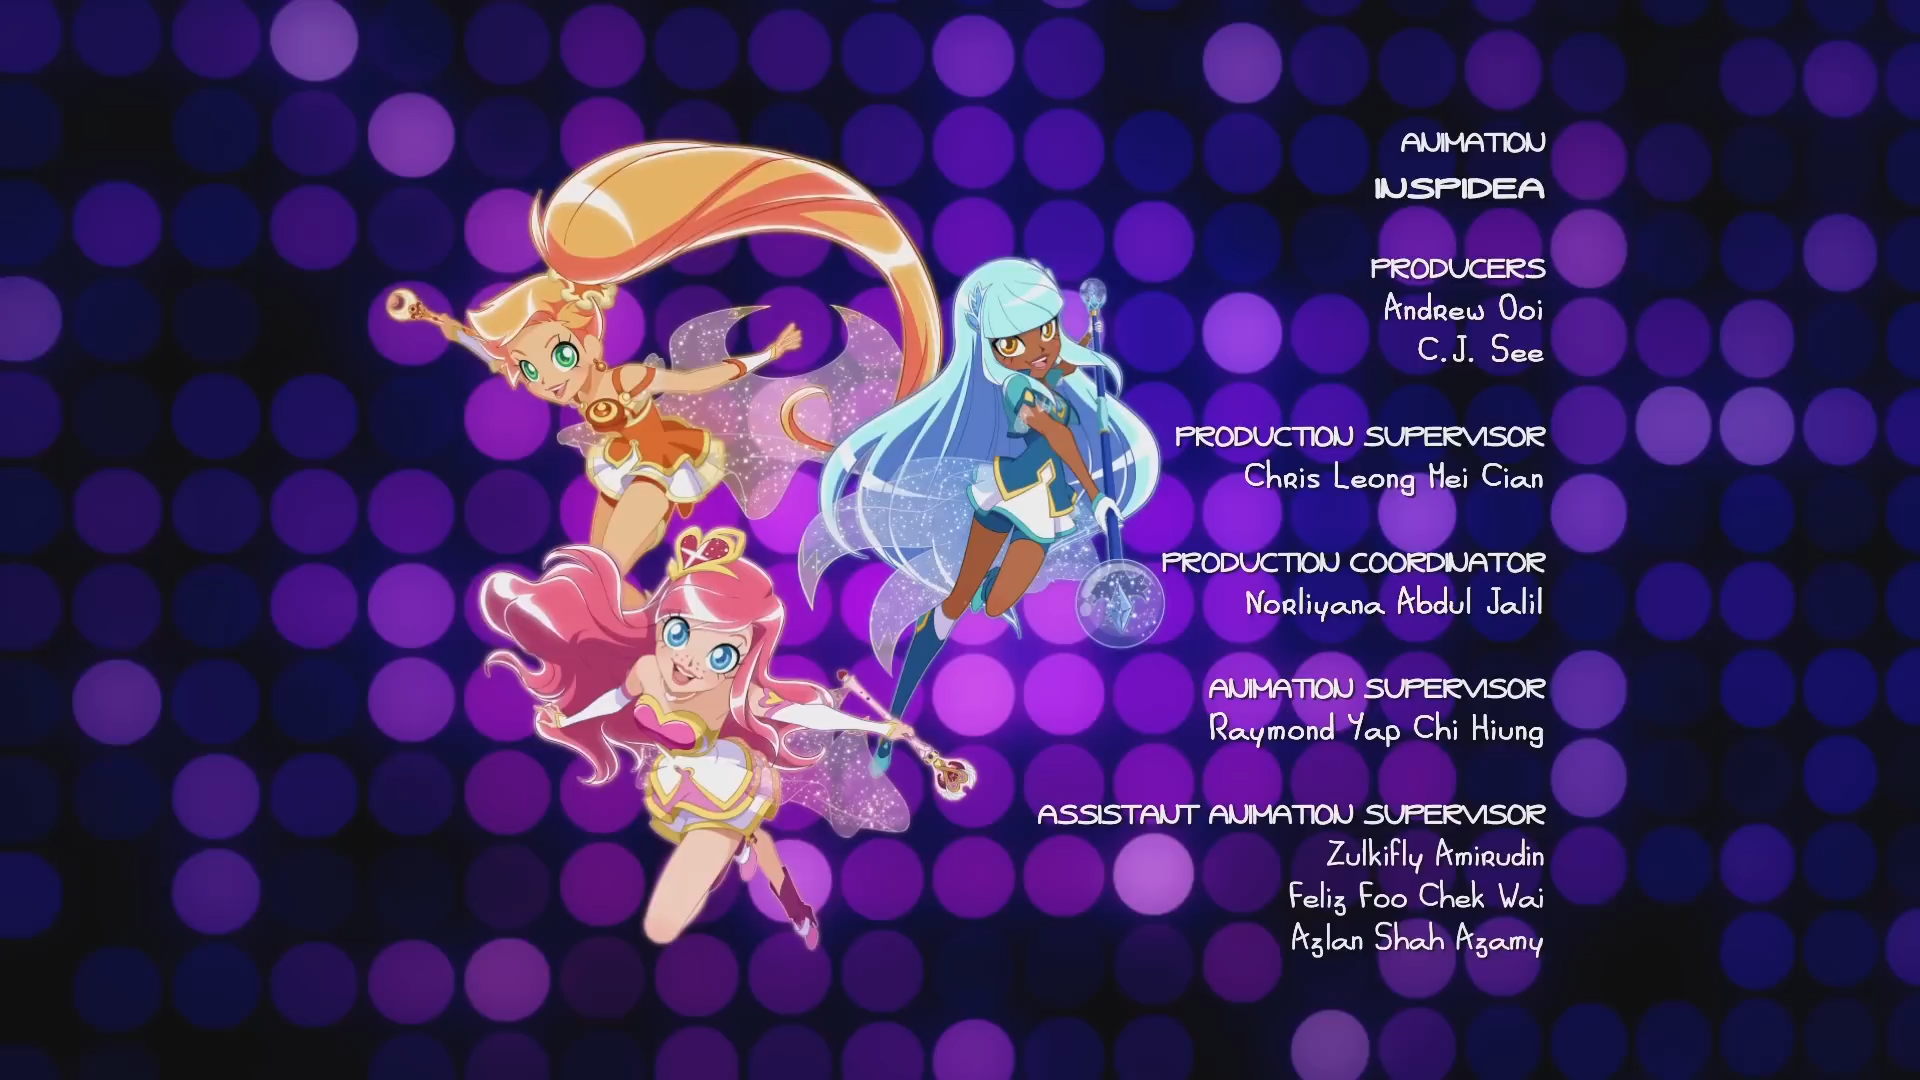 ANIMATION
INSPIDEA
PRODUCERS
Andrew Ooi
C.J. See
PRODUCTION SUPERVISOR
Chris Leong Mei Cian
PRODUCTION COORDINATOR
Norliyana Abdul Jalil
ANIMATION SUPERVISOR
Raymond Yap Chi Hiung
ASSISTANT ANIMATION SUPERVISOR
Zulkifly Amirudin
Feliz Foo Chek Wai
Azlan Shah Azamy